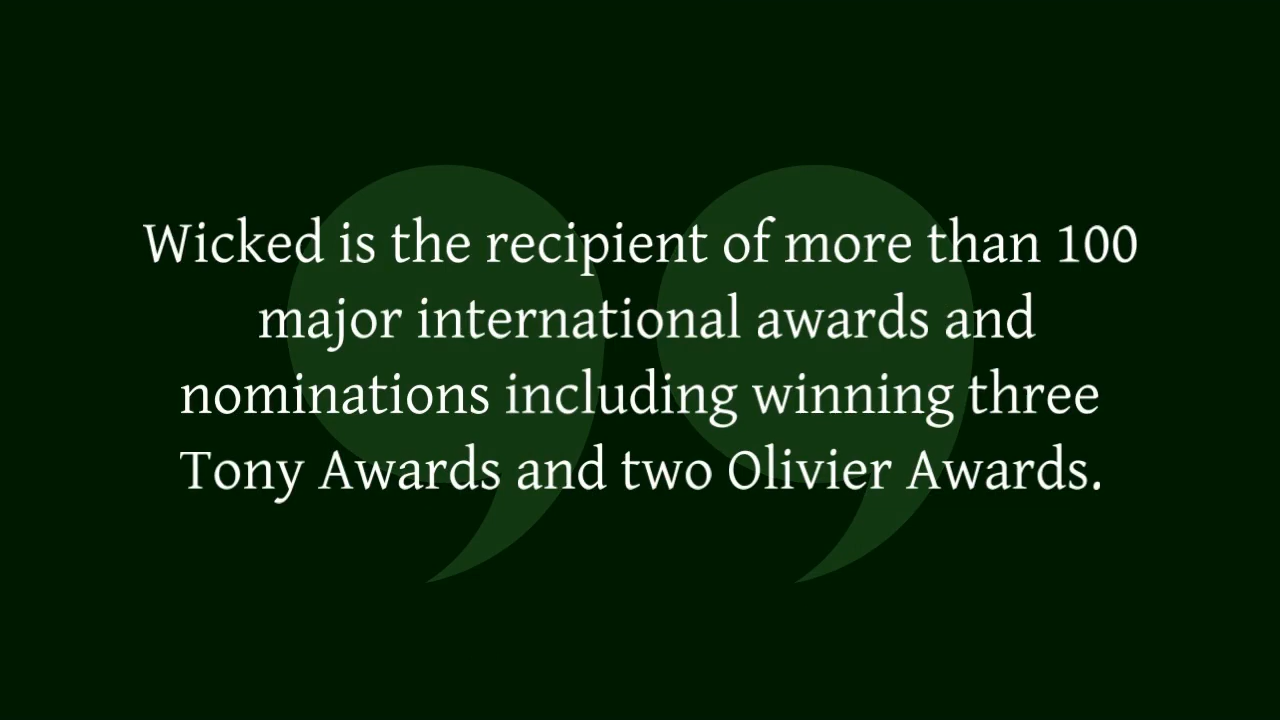 Wicked is the recipient of more than 100
major international awards and
nominations including winning three
Tony Awards and two Olivier Awards.